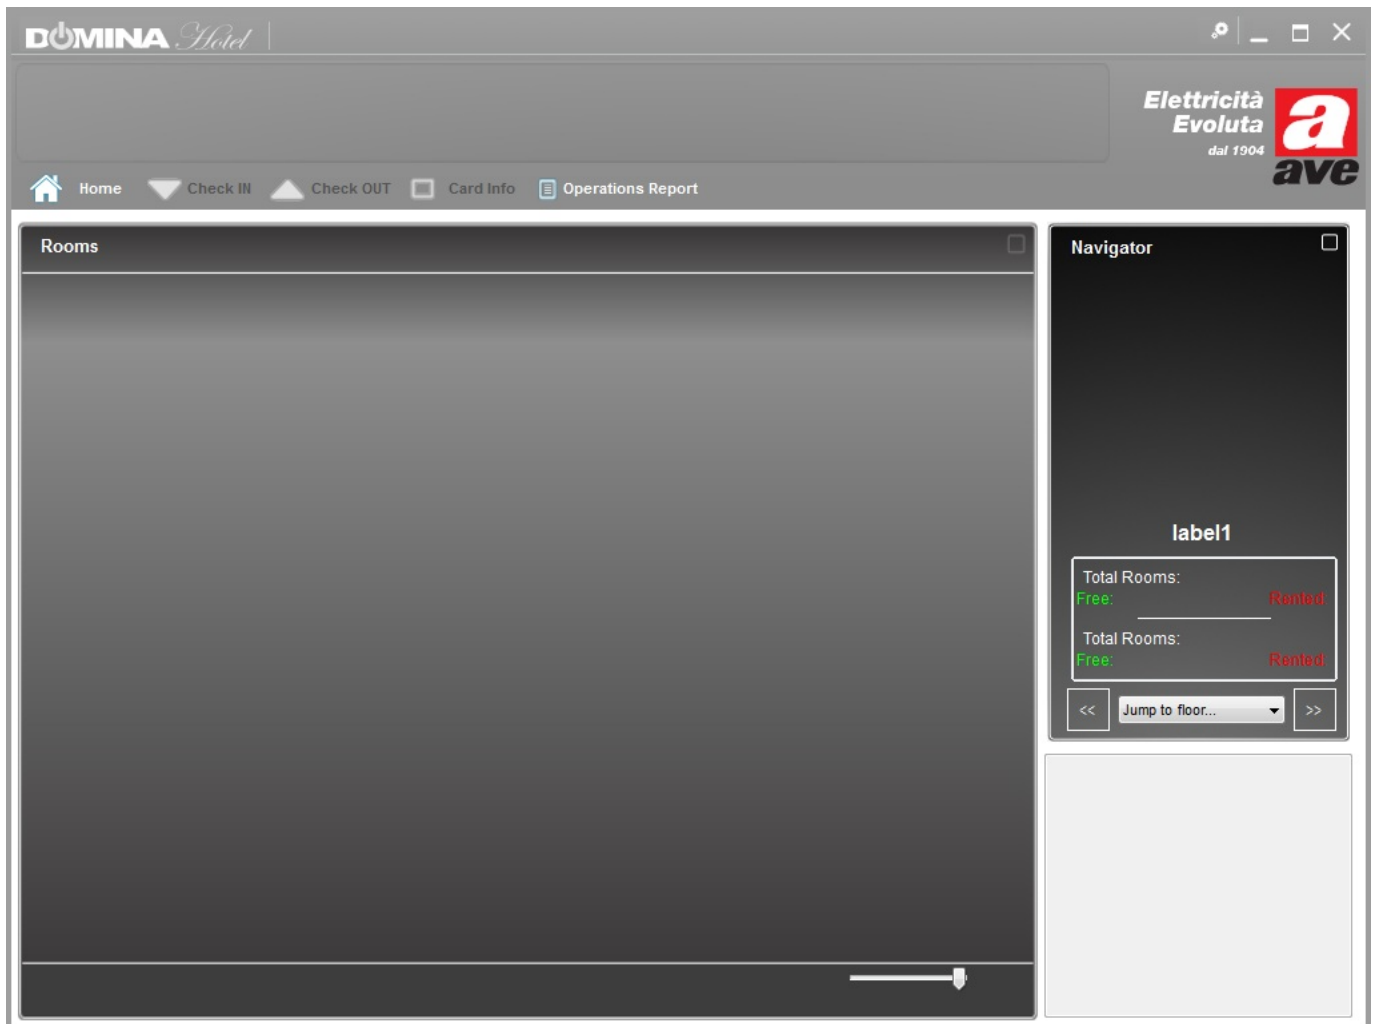 DOMINA Hotel
Elettricità
Evoluta
dal 1904
a
ave
Home Check IN Check OUT Card Info Operations Report
Rooms
Navigator
label1
Total Rooms:
Free: Rented
Total Rooms:
Free: Rented
<< Jump to floor... >>